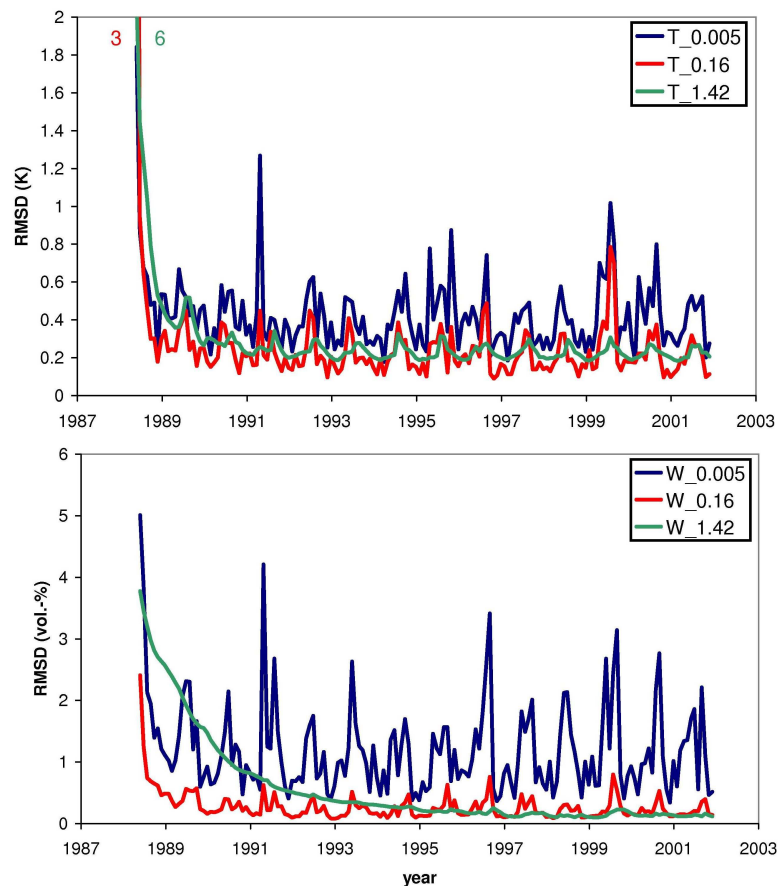 3 6
T_0.005
T_0.16
T_1.42
RMSD (K)
2
1.8
1.6
1.4
1.2
1
0.8
0.6
0.4
0.2
0
1987 1989 1991 1993 1995 1997 1999 2001 2003
W_0.005
W_0.16
W_1.42
RMSD (vol.-%)
6
5
4
3
2
1
0
1987 1989 1991 1993 1995 1997 1999 2001 2003
year